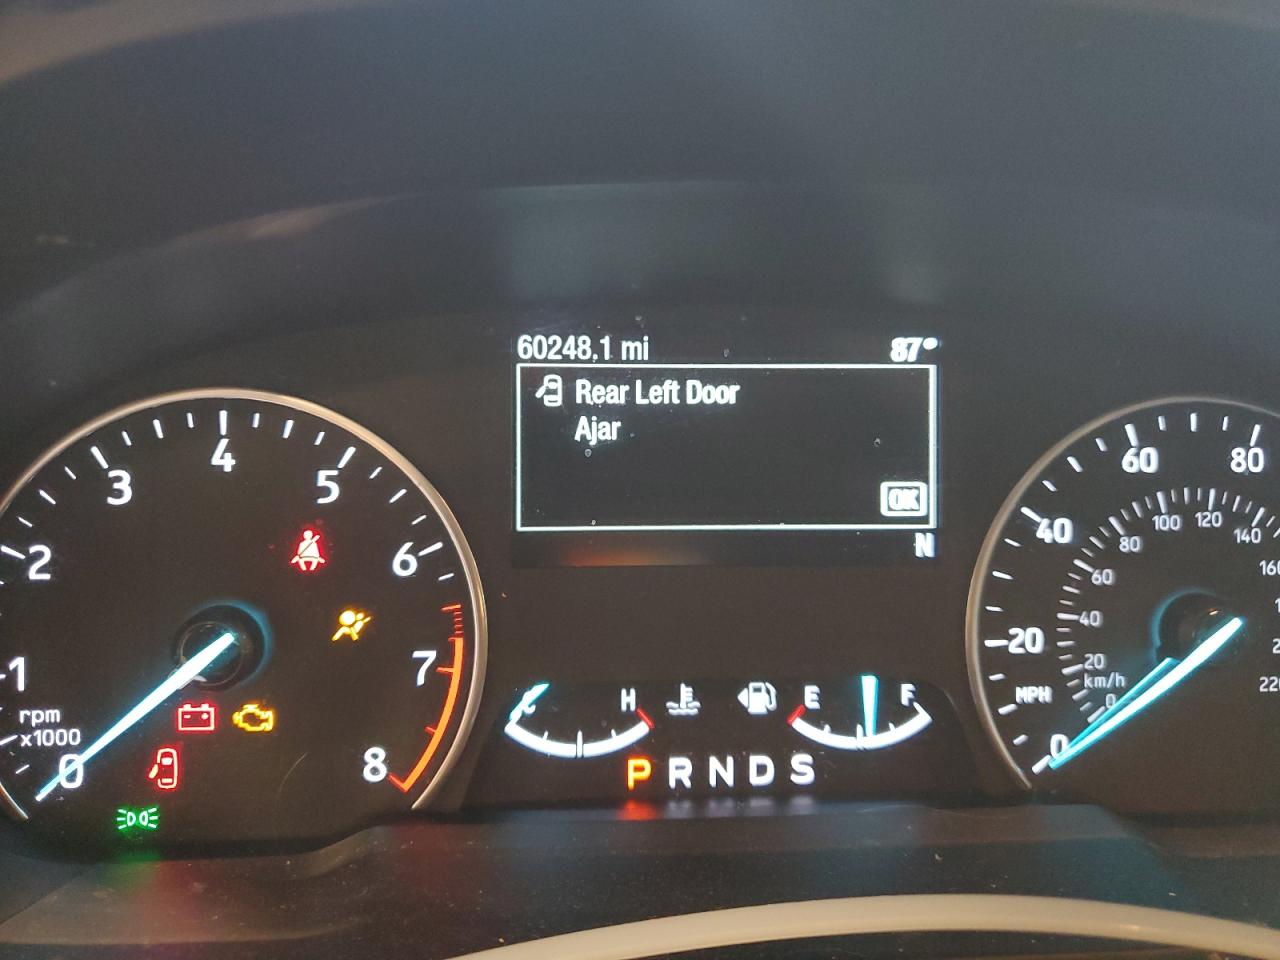 60248.1 mi 87°
Rear Left Door
Ajar
OK
N
1 2 3 4 5 6 7 8
0
rpm
x1000
C H
E F
P R N D S
0 20 40 60 80
MPH
km/h
0 20 40 60 80 100 120 140